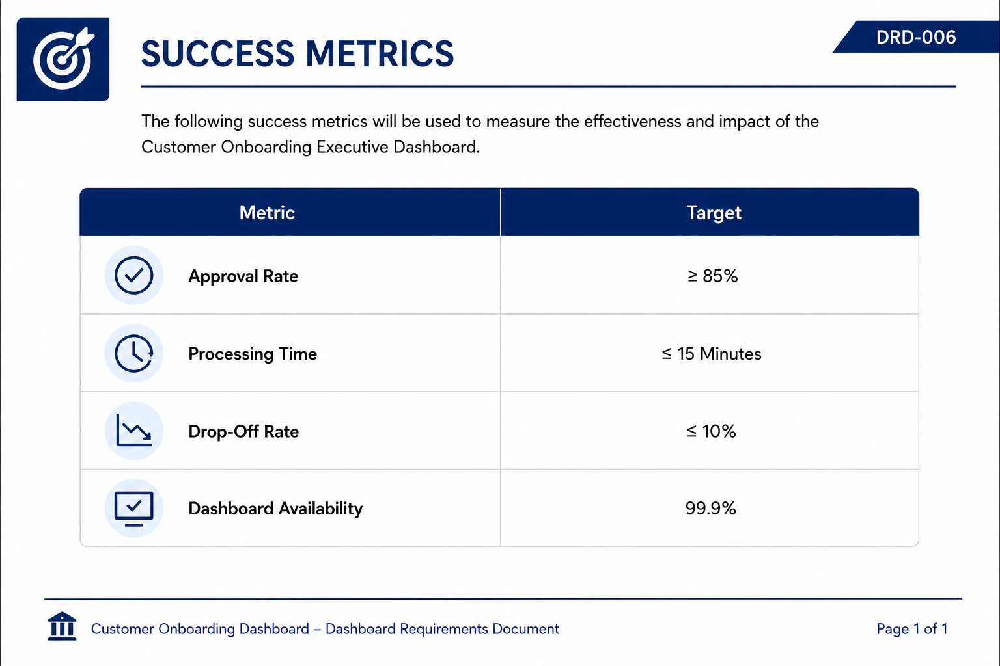 SUCCESS METRICS
DRD-006
The following success metrics will be used to measure the effectiveness and impact of the
Customer Onboarding Executive Dashboard.
Metric
Target
Approval Rate
≥ 85%
Processing Time
≤ 15 Minutes
Drop-Off Rate
≤ 10%
Dashboard Availability
99.9%
Customer Onboarding Dashboard – Dashboard Requirements Document
Page 1 of 1